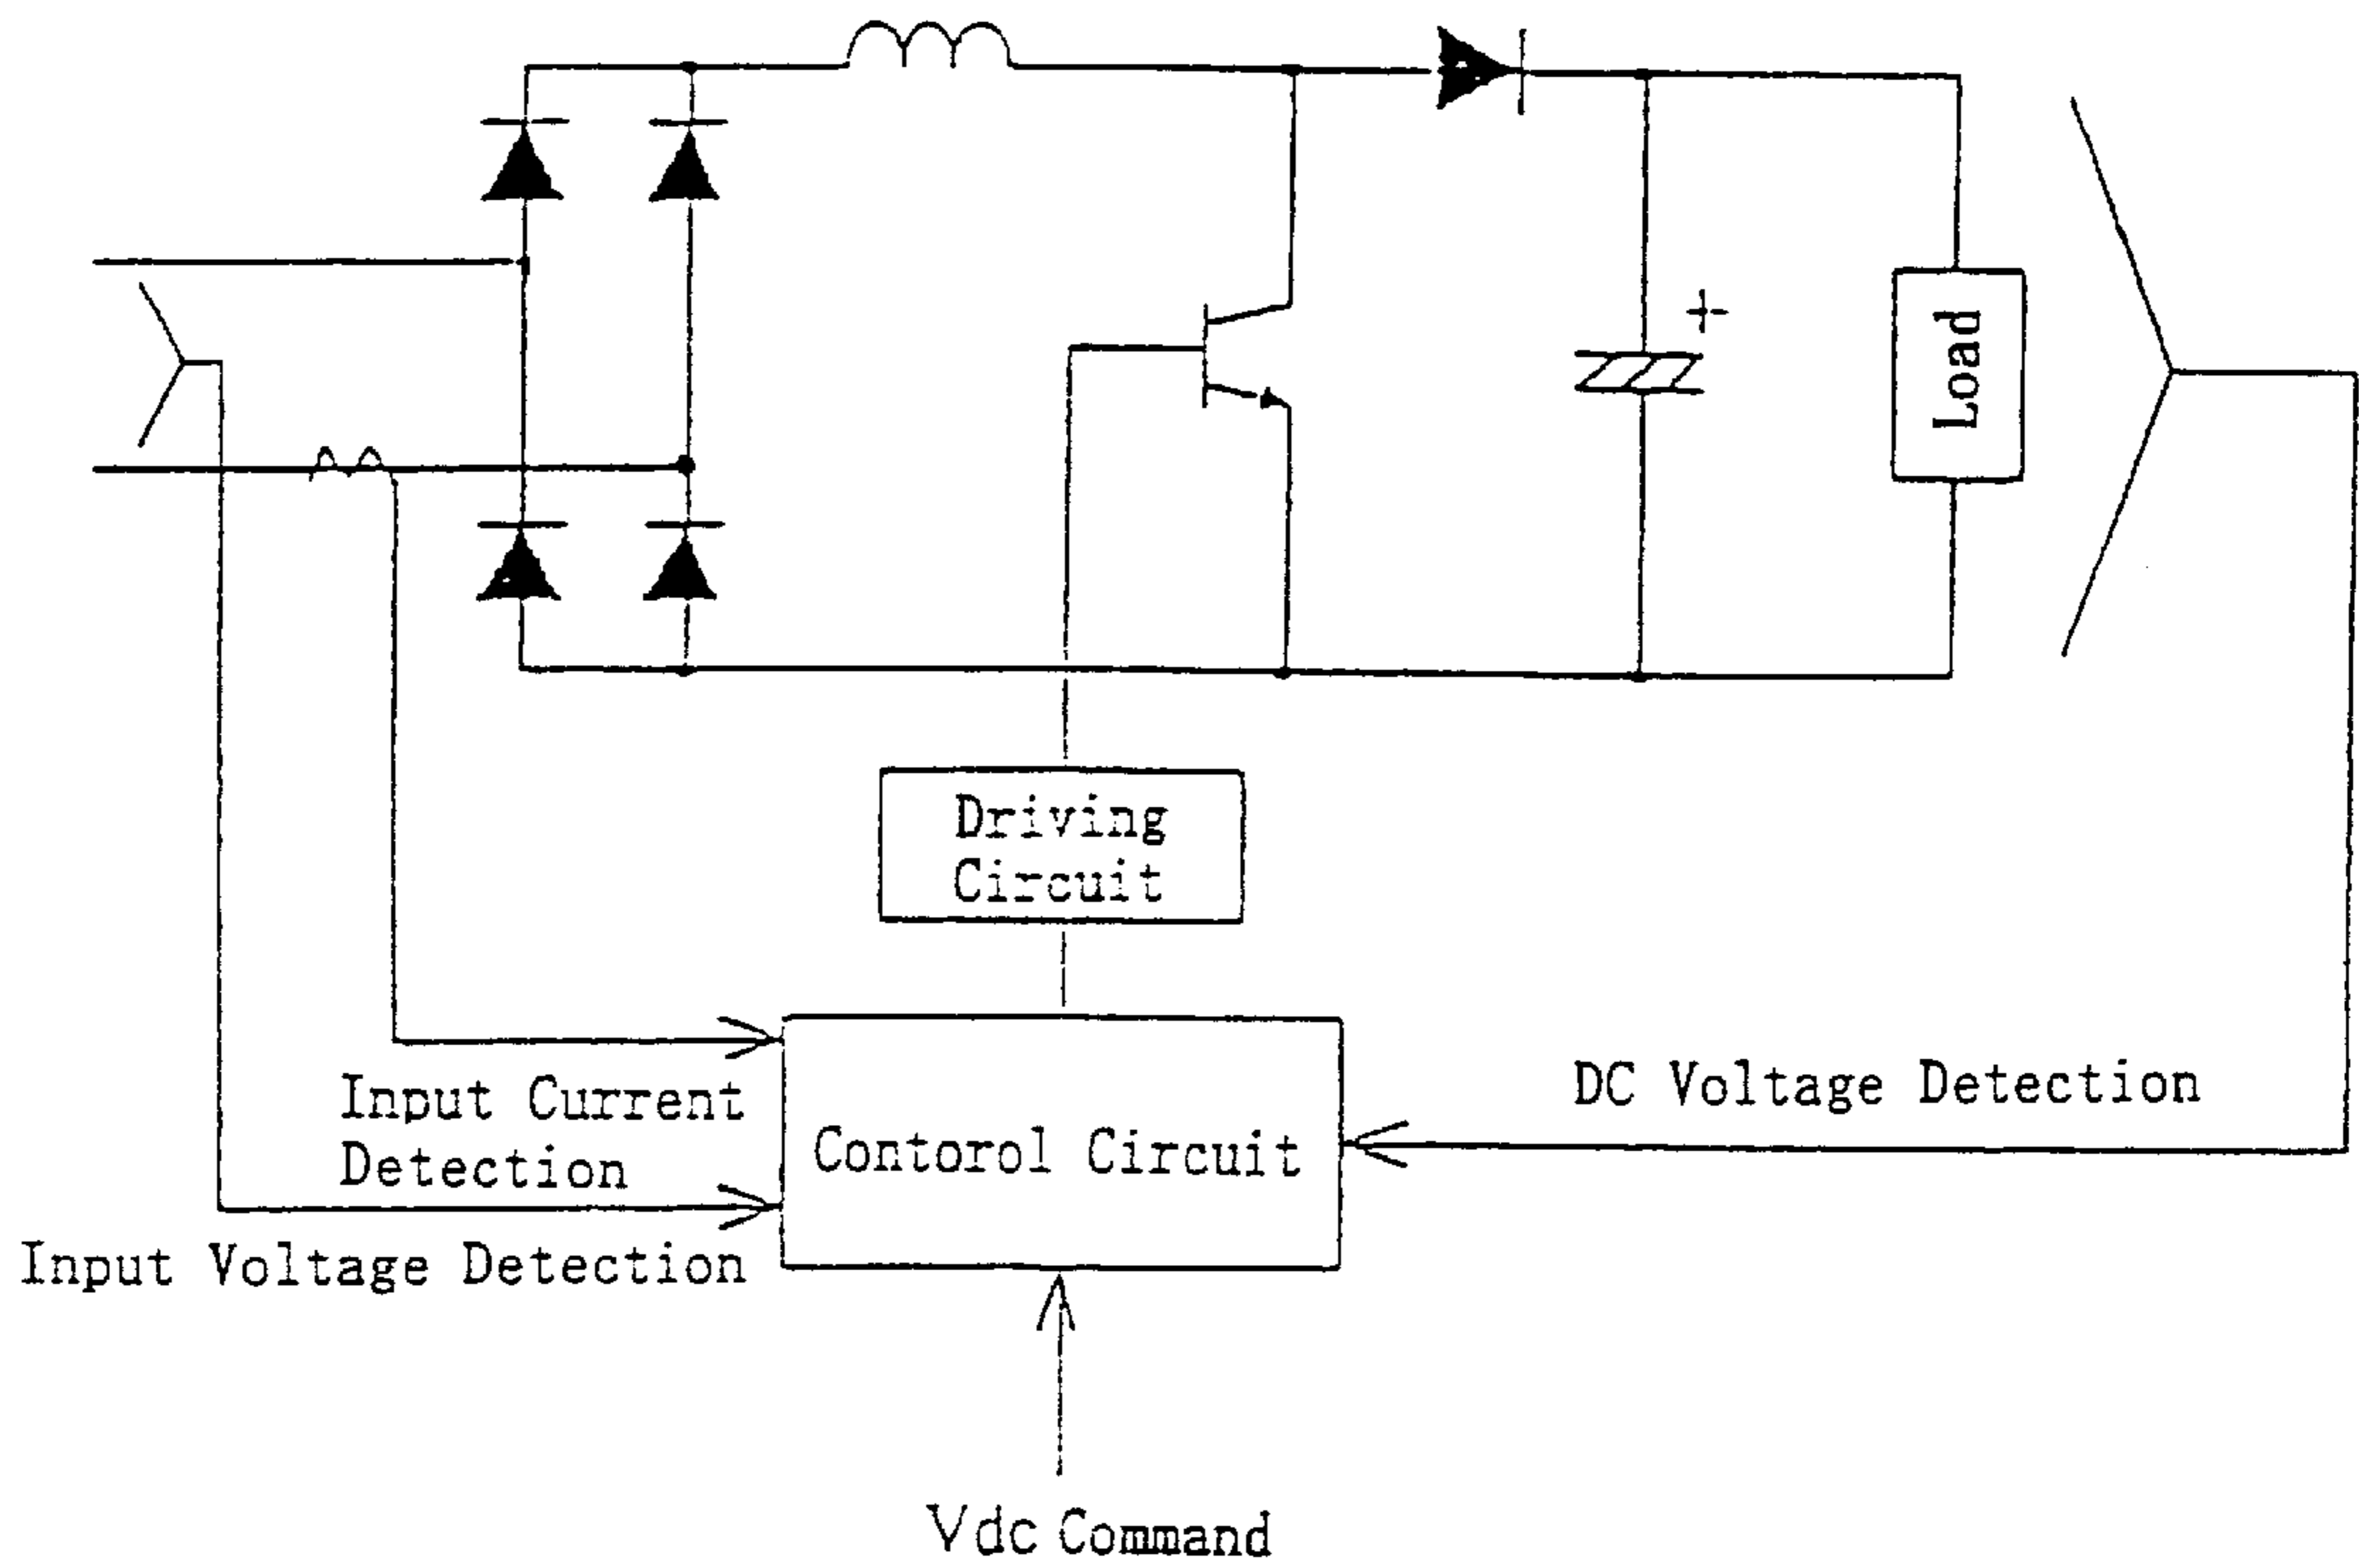 +
Load
Driving
Circuit
Input Current
Detection
DC Voltage Detection
Contorol Circuit
Input Voltage Detection
Vdc Command